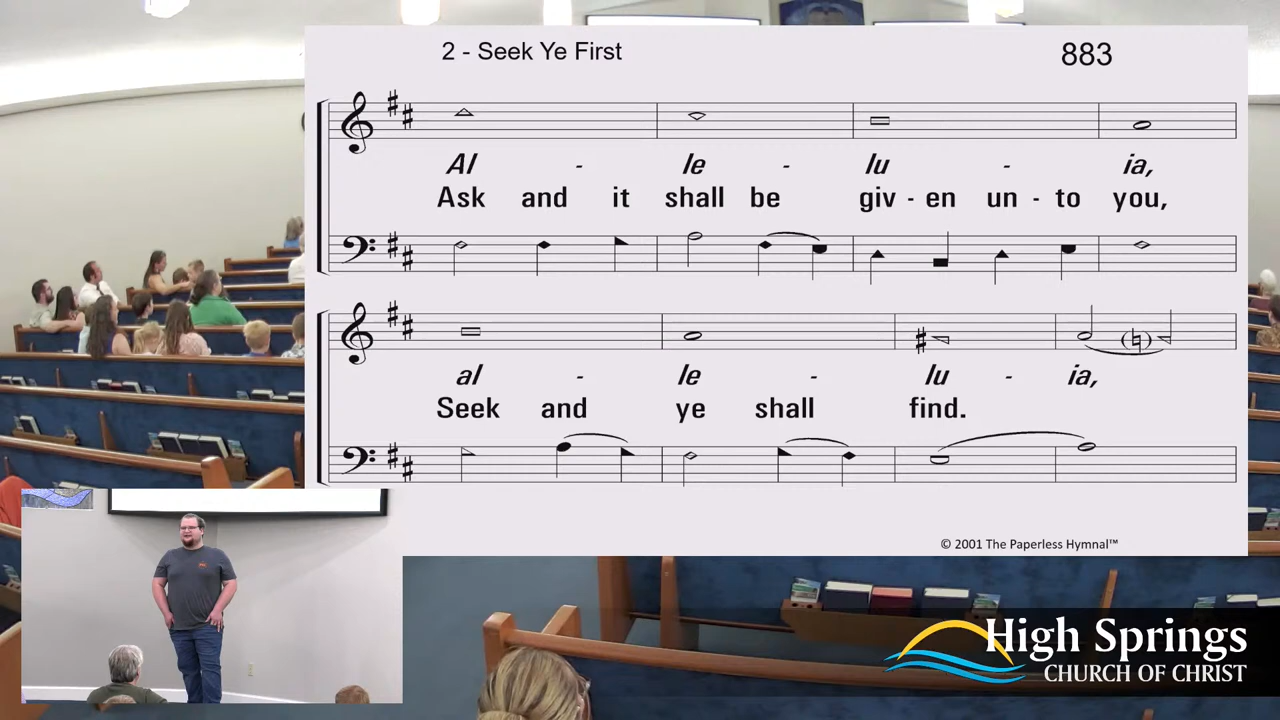 2 - Seek Ye First
883
Al - le - lu - ia,
Ask and it shall be giv - en un - to you,
al - le - lu - ia,
Seek and ye shall find.
© 2001 The Paperless Hymnal™
High Springs
CHURCH OF CHRIST